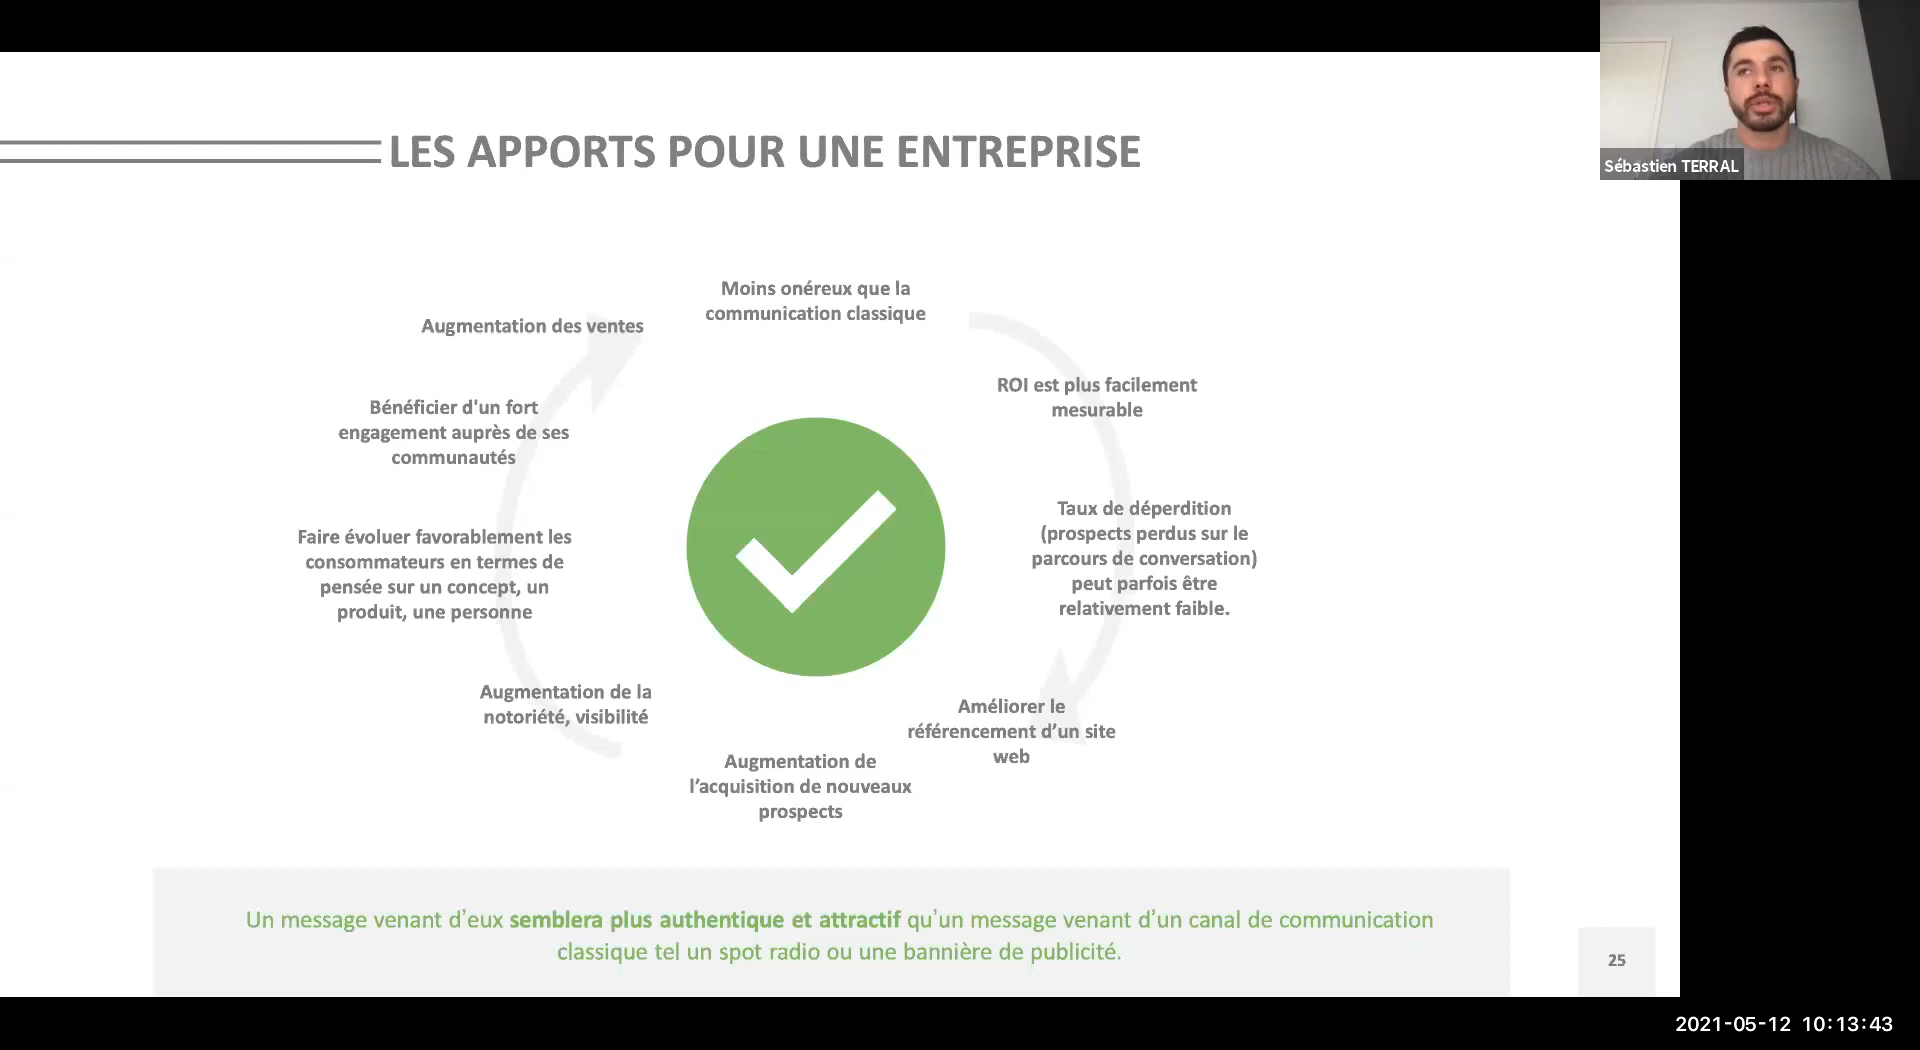 Sébastien TERRAL
LES APPORTS POUR UNE ENTREPRISE
Moins onéreux que la
communication classique
ROI est plus facilement
mesurable
Taux de déperdition
(prospects perdus sur le
parcours de conversation)
peut parfois être
relativement faible.
Améliorer le
référencement d’un site
web
Augmentation de
l’acquisition de nouveaux
prospects
Augmentation de la
notoriété, visibilité
Faire évoluer favorablement les
consommateurs en termes de
pensée sur un concept, un
produit, une personne
Bénéficier d'un fort
engagement auprès de ses
communautés
Augmentation des ventes
Un message venant d’eux semblera plus authentique et attractif qu’un message venant d’un canal de communication
classique tel un spot radio ou une bannière de publicité.
25
2021-05-12 10:13:43